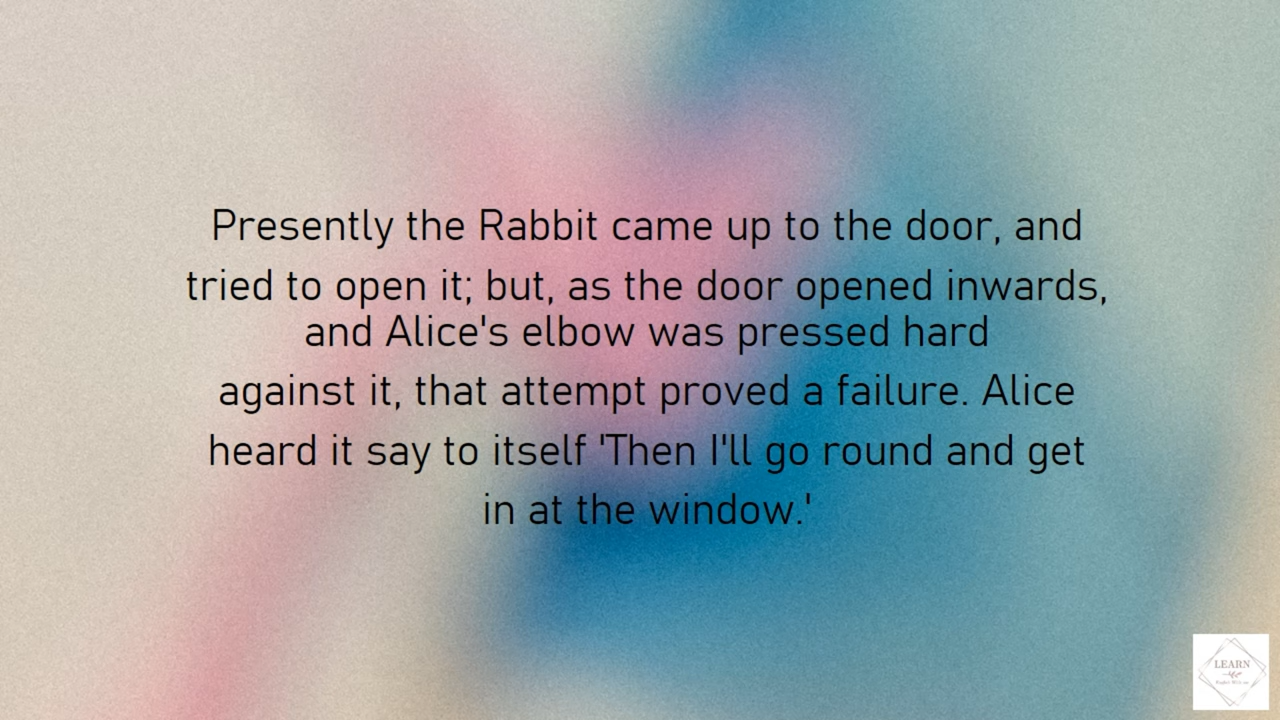 Presently the Rabbit came up to the door, and
tried to open it; but, as the door opened inwards,
and Alice's elbow was pressed hard
against it, that attempt proved a failure. Alice
heard it say to itself 'Then I'll go round and get
in at the window.'
LEARN